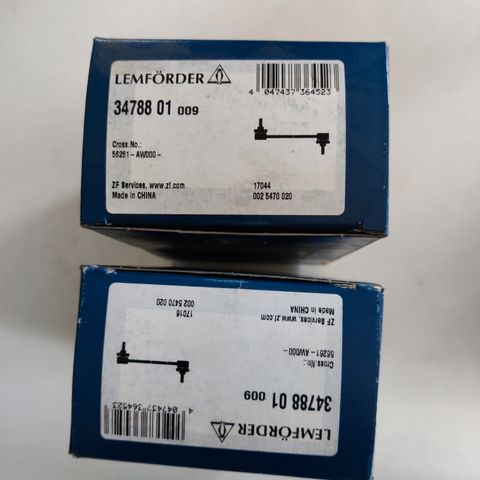 LEMFÖRDER
4 047437 364523
34788 01 009
Cross.No.:
56261-AW000-
ZF Services, www.zf.com
Made in CHINA
17044
002 5470 020
LEMFÖRDER
4 047437 364523
34788 01 009
Cross.No.:
56261-AW000-
ZF Services, www.zf.com
Made in CHINA
17016
002 5470 020